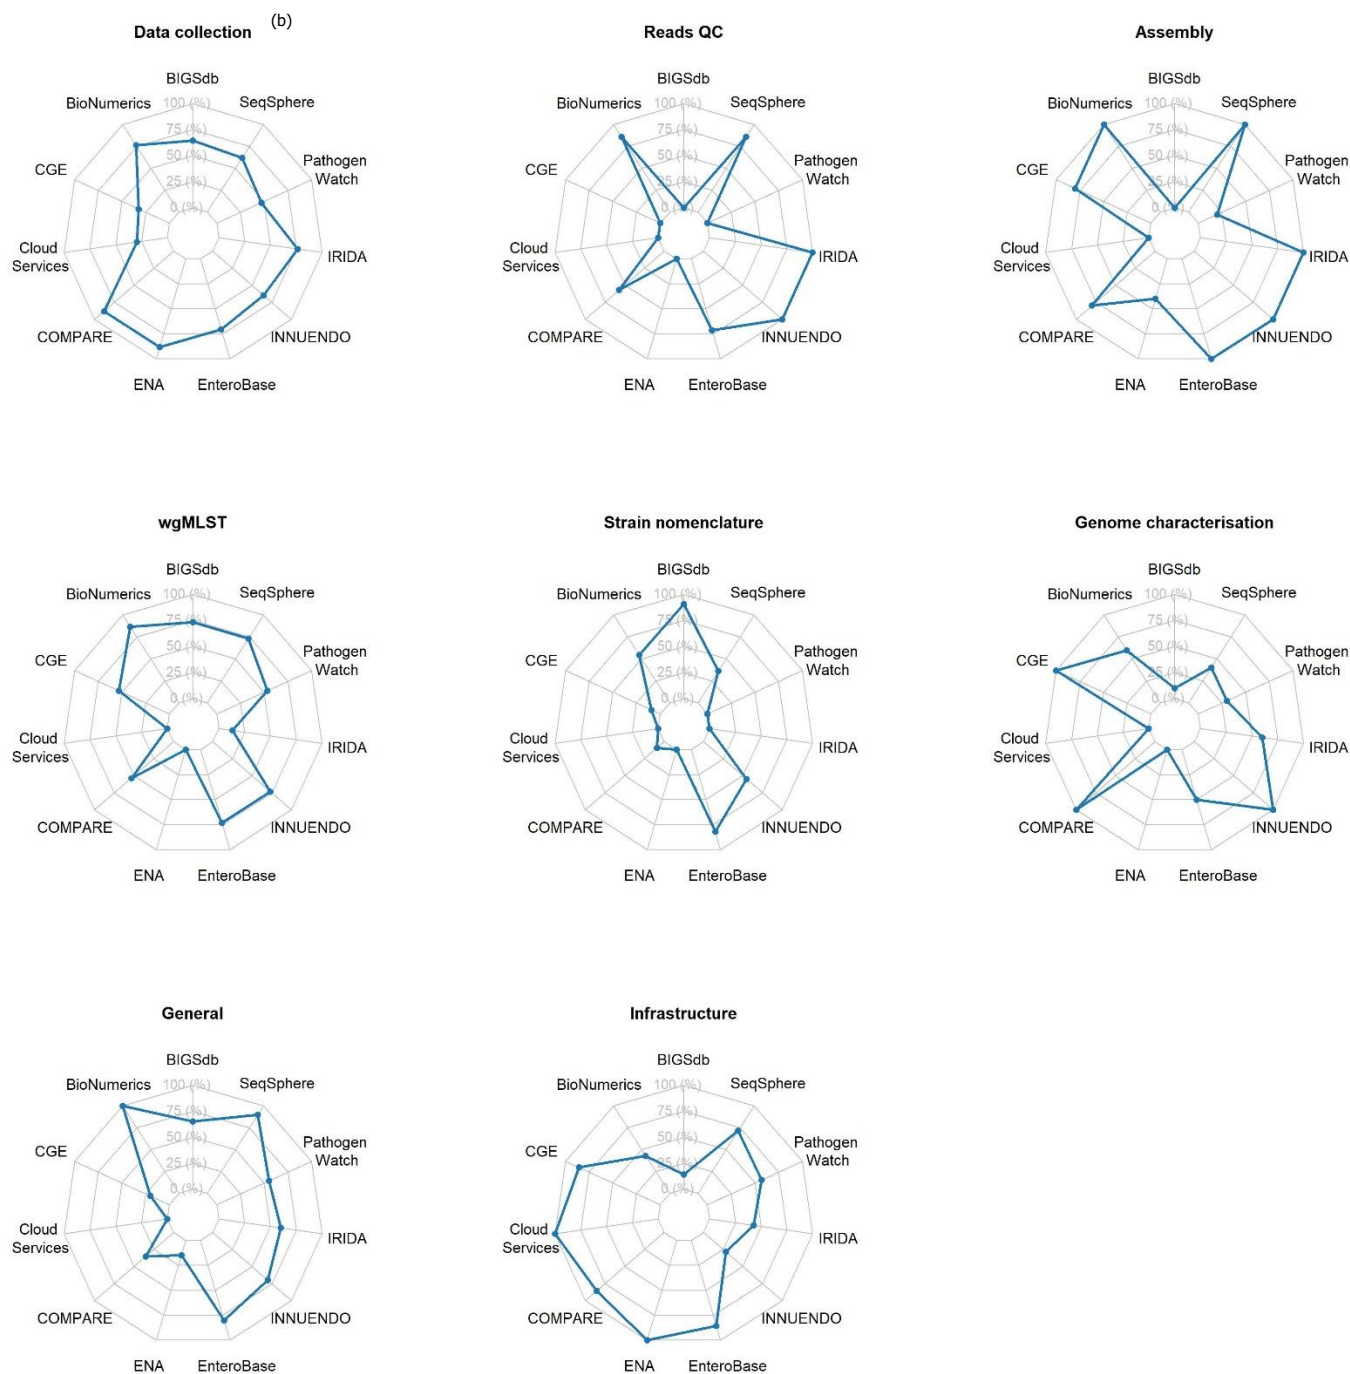 (b)
Data collection
BIGSdb
100 (%)
BioNumerics
SeqSphere
75 (%)
50 (%)
CGE
Pathogen
Watch
25 (%)
0 (%)
Cloud
Services
IRIDA
COMPARE
INNUENDO
ENA
EnteroBase
Reads QC
BIGSdb
100 (%)
BioNumerics
SeqSphere
75 (%)
50 (%)
CGE
Pathogen
Watch
25 (%)
0 (%)
Cloud
Services
IRIDA
COMPARE
INNUENDO
ENA
EnteroBase
Assembly
BIGSdb
100 (%)
BioNumerics
SeqSphere
75 (%)
50 (%)
CGE
Pathogen
Watch
25 (%)
0 (%)
Cloud
Services
IRIDA
COMPARE
INNUENDO
ENA
EnteroBase
wgMLST
BIGSdb
100 (%)
BioNumerics
SeqSphere
75 (%)
50 (%)
CGE
Pathogen
Watch
25 (%)
0 (%)
Cloud
Services
IRIDA
COMPARE
INNUENDO
ENA
EnteroBase
Strain nomenclature
BIGSdb
100 (%)
BioNumerics
SeqSphere
75 (%)
50 (%)
CGE
Pathogen
Watch
25 (%)
0 (%)
Cloud
Services
IRIDA
COMPARE
INNUENDO
ENA
EnteroBase
Genome characterisation
BIGSdb
100 (%)
BioNumerics
SeqSphere
75 (%)
50 (%)
CGE
Pathogen
Watch
25 (%)
0 (%)
Cloud
Services
IRIDA
COMPARE
INNUENDO
ENA
EnteroBase
General
BIGSdb
100 (%)
BioNumerics
SeqSphere
75 (%)
50 (%)
CGE
Pathogen
Watch
25 (%)
0 (%)
Cloud
Services
IRIDA
COMPARE
INNUENDO
ENA
EnteroBase
Infrastructure
BIGSdb
100 (%)
BioNumerics
SeqSphere
75 (%)
50 (%)
CGE
Pathogen
Watch
25 (%)
0 (%)
Cloud
Services
IRIDA
COMPARE
INNUENDO
ENA
EnteroBase